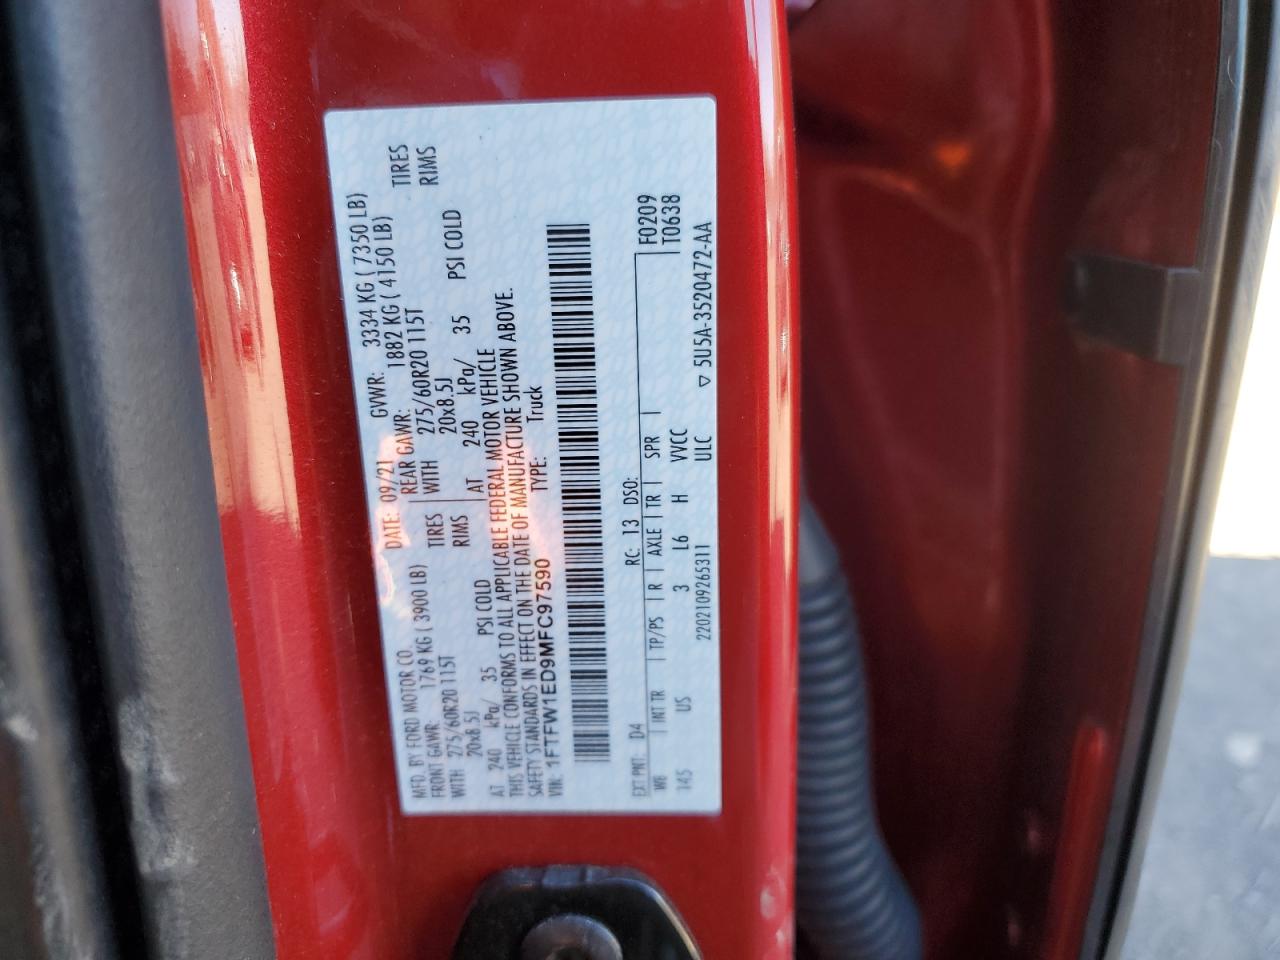 MFD. BY FORD MOTOR CO. DATE: 09/21 GVWR: 3334 KG ( 7350 LB)
FRONT GAWR: 1769 KG ( 3900 LB) REAR GAWR: 1882 KG ( 4150 LB)
WITH 275/60R20 115T TIRES WITH 275/60R20 115T TIRES
20x8.5J RIMS 20x8.5J RIMS
AT 240 kPa/ 35 PSI COLD AT 240 kPa/ 35 PSI COLD
THIS VEHICLE CONFORMS TO ALL APPLICABLE FEDERAL MOTOR VEHICLE
SAFETY STANDARDS IN EFFECT ON THE DATE OF MANUFACTURE SHOWN ABOVE.
VIN: 1FTFW1ED9MFC97590 TYPE: Truck
EXT PNT: D4 RC: 13 DSO: F0209
WB INT TR TP/PS R AXLE TR SPR T0638
145 US 3 L6 H VVCC
2202109265311 ULC ▽ 5U5A-3520472-AA